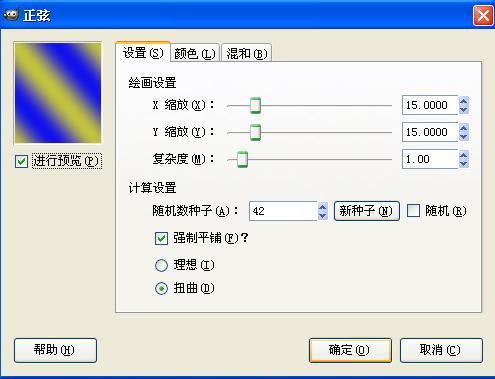 正弦
设置(S) 颜色(L) 混和(B)
绘画设置
X 缩放(X): 15.0000
Y 缩放(Y): 15.0000
复杂度(M): 1.00
进行预览(P)
计算设置
随机数种子(A): 42 新种子(N) 随机(R)
强制平铺(F)?
理想(I)
扭曲(D)
帮助(H) 确定(O) 取消(C)